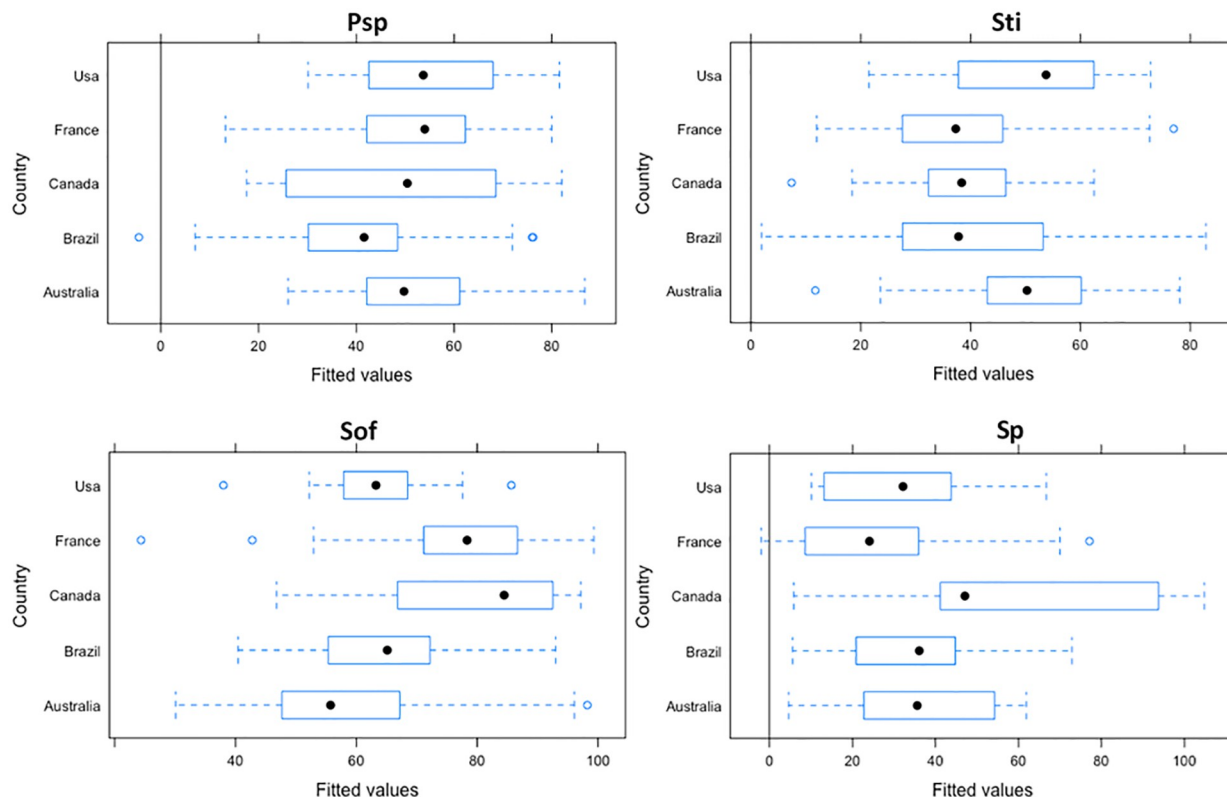 Psp
Usa
France
Canada
Brazil
Australia
Country
0 20 40 60 80
Fitted values
Sti
Usa
France
Canada
Brazil
Australia
Country
0 20 40 60 80
Fitted values
Sof
Usa
France
Canada
Brazil
Australia
Country
40 60 80 100
Fitted values
Sp
Usa
France
Canada
Brazil
Australia
Country
0 20 40 60 80 100
Fitted values